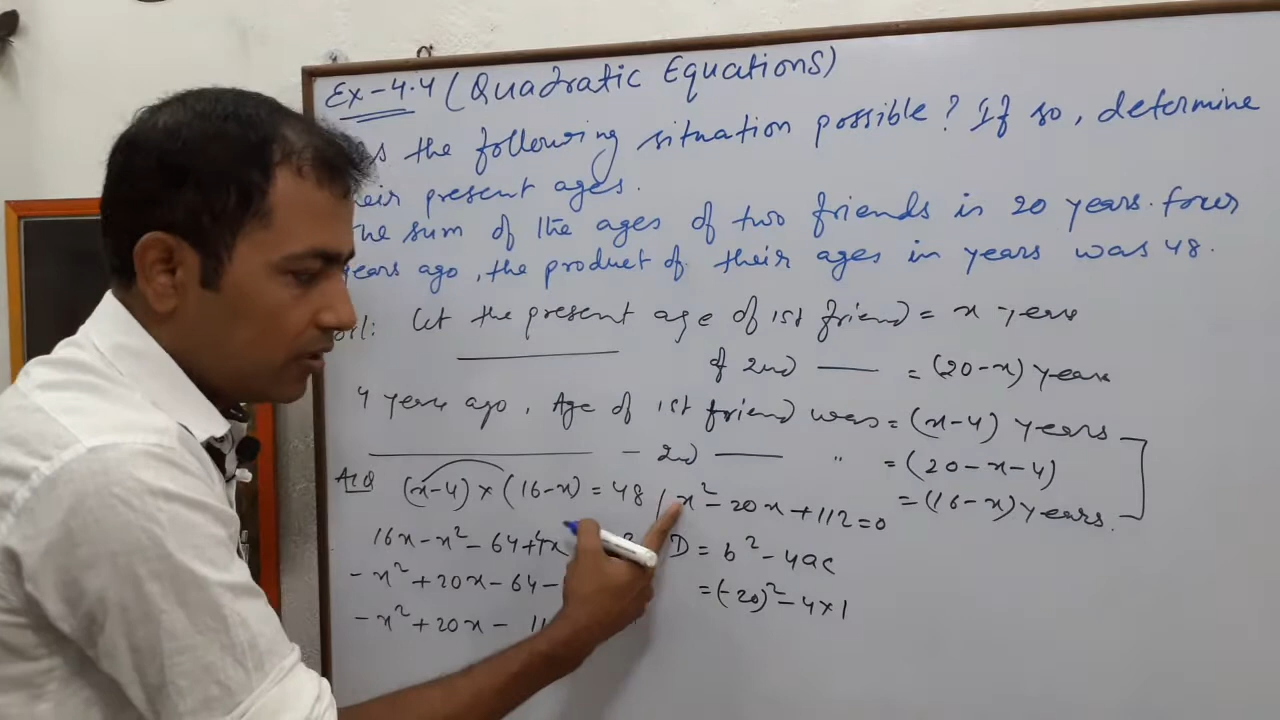 Ex-4.4 (Quadratic Equations)
the following situation possible? If so, determine
present ages.
sum of the ages of two friends is 20 years. Four
years ago, the product of their ages in years was 48.
Let the present age of 1st friend = x years
of 2nd —— = (20-x) years
4 years ago, Age of 1st friend was = (x-4) years
—— 2nd —— " = (20-x-4)
= (16-x) years.
ATQ (x-4) × (16-x) = 48
16x-x²-64+4x
-x²+20x-64-
-x²+20x-
x²-20x+112=0
D = b²-4ac
=(-20)²-4×1